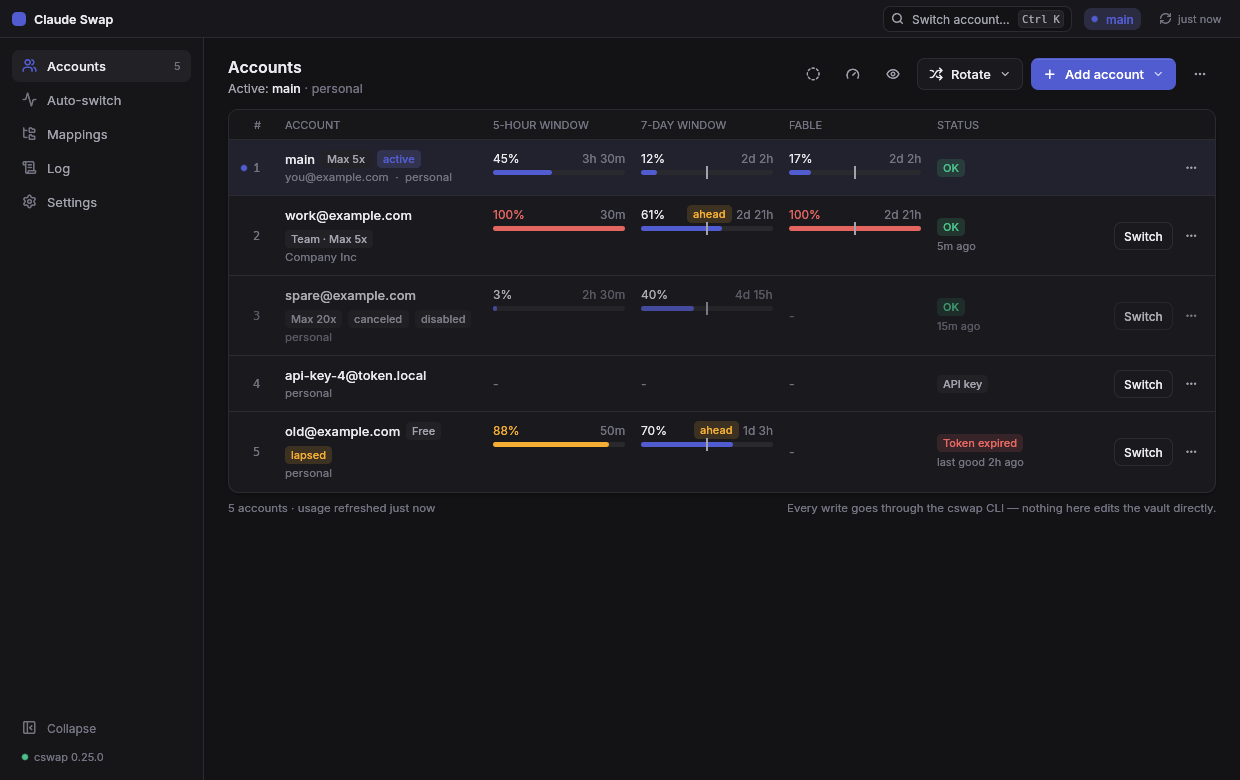 Claude Swap
Switch account... Ctrl K
main
just now
Accounts 5
Auto-switch
Mappings
Log
Settings
Collapse
cswap 0.25.0
Accounts
Active: main · personal
Rotate
Add account
# ACCOUNT 5-HOUR WINDOW 7-DAY WINDOW FABLE STATUS
1 main Max 5x active 45% 3h 30m 12% 2d 2h 17% 2d 2h OK
you@example.com · personal
2 work@example.com 100% 30m 61% ahead 2d 21h 100% 2d 21h OK Switch
Team · Max 5x 5m ago
Company Inc
3 spare@example.com 3% 2h 30m 40% 4d 15h - OK Switch
Max 20x canceled disabled 15m ago
personal
4 api-key-4@token.local - - - API key Switch
personal
5 old@example.com Free 88% 50m 70% ahead 1d 3h - Token expired Switch
lapsed last good 2h ago
personal
5 accounts · usage refreshed just now
Every write goes through the cswap CLI — nothing here edits the vault directly.